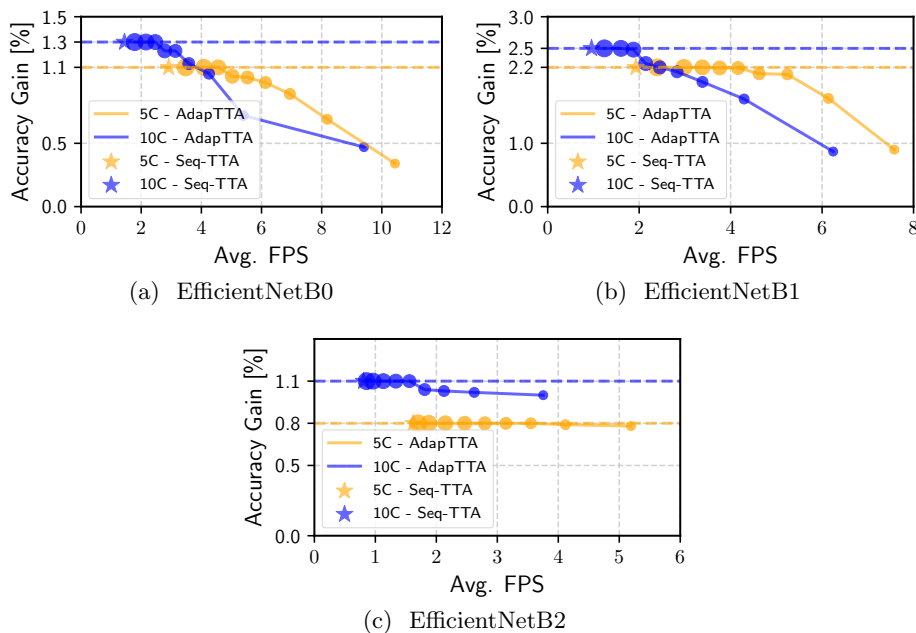 Accuracy Gain [%]
1.5
1.3
1.1
0.5
0.0
5C - AdapTTA
10C - AdapTTA
5C - Seq-TTA
10C - Seq-TTA
0 2 4 6 8 10 12
Avg. FPS
(a) EfficientNetB0
Accuracy Gain [%]
3.0
2.5
2.2
1.0
0.0
5C - AdapTTA
10C - AdapTTA
5C - Seq-TTA
10C - Seq-TTA
0 2 4 6 8
Avg. FPS
(b) EfficientNetB1
Accuracy Gain [%]
1.1
0.8
0.5
0.0
5C - AdapTTA
10C - AdapTTA
5C - Seq-TTA
10C - Seq-TTA
0 1 2 3 4 5 6
Avg. FPS
(c) EfficientNetB2